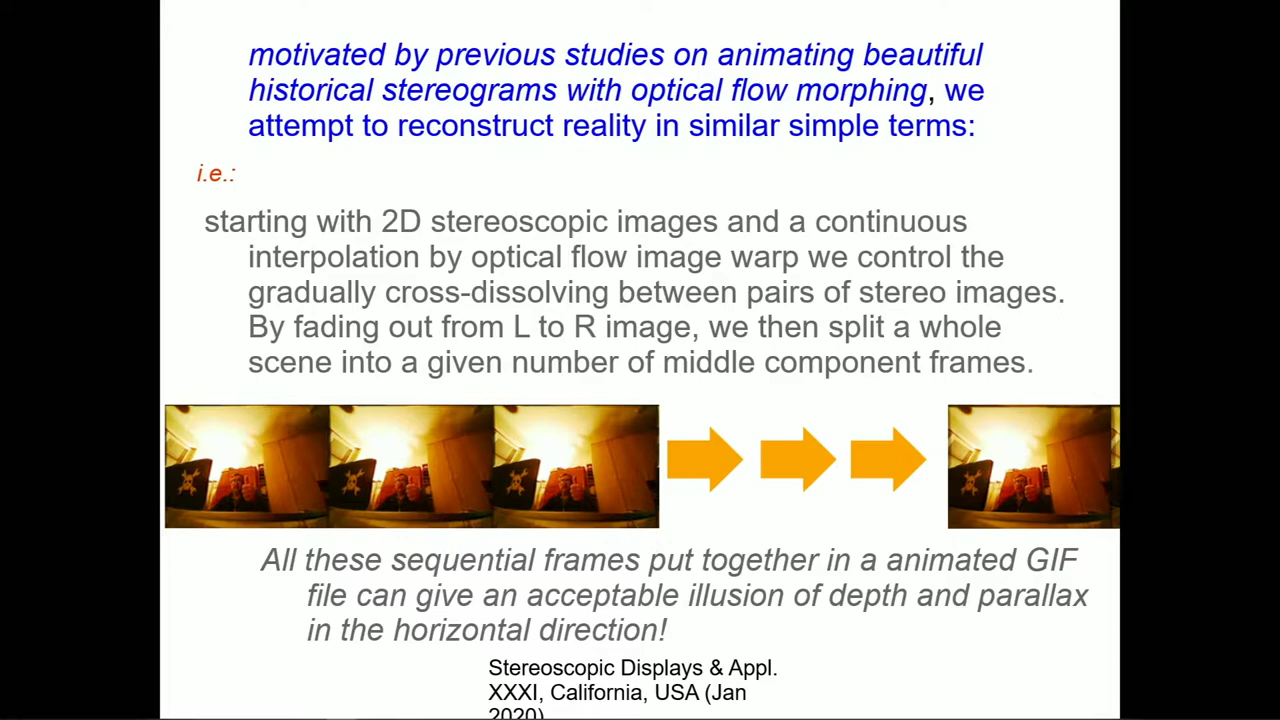 motivated by previous studies on animating beautiful
historical stereograms with optical flow morphing, we
attempt to reconstruct reality in similar simple terms:
i.e.:
starting with 2D stereoscopic images and a continuous
interpolation by optical flow image warp we control the
gradually cross-dissolving between pairs of stereo images.
By fading out from L to R image, we then split a whole
scene into a given number of middle component frames.
All these sequential frames put together in a animated GIF
file can give an acceptable illusion of depth and parallax
in the horizontal direction!
Stereoscopic Displays & Appl.
XXXI, California, USA (Jan
2020)